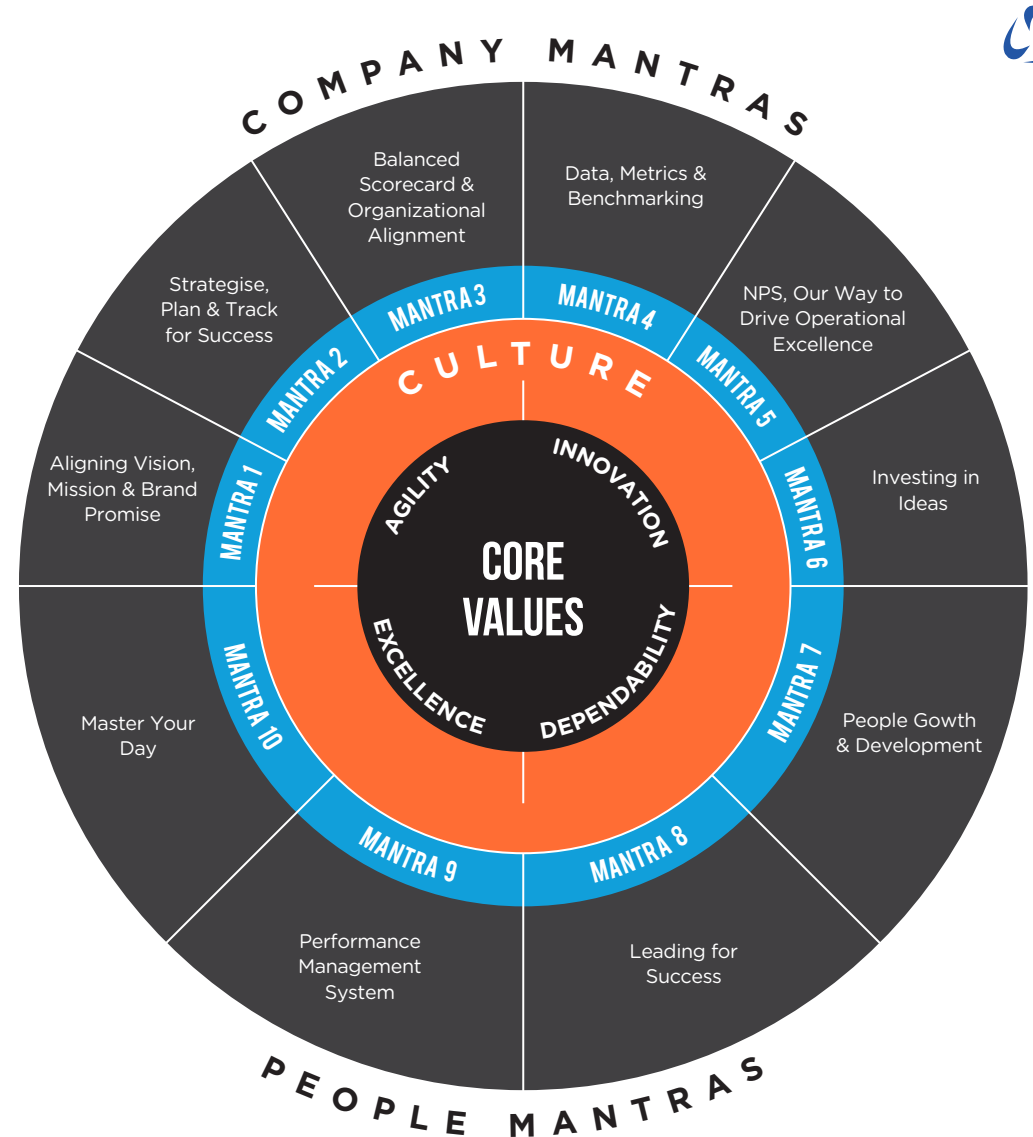 COMPANY MANTRAS
Balanced
Scorecard &
Organizational
Alignment
Data, Metrics &
Benchmarking
Strategise,
Plan & Track
for Success
NPS, Our Way to
Drive Operational
Excellence
Aligning Vision,
Mission & Brand
Promise
Investing in
Ideas
MANTRA 1
MANTRA 2
MANTRA 3
MANTRA 4
MANTRA 5
MANTRA 6
CULTURE
AGILITY
INNOVATION
CORE
VALUES
EXCELLENCE
DEPENDABILITY
MANTRA 7
MANTRA 8
MANTRA 9
MANTRA 10
People Gowth
& Development
Leading for
Success
Performance
Management
System
Master Your
Day
PEOPLE MANTRAS